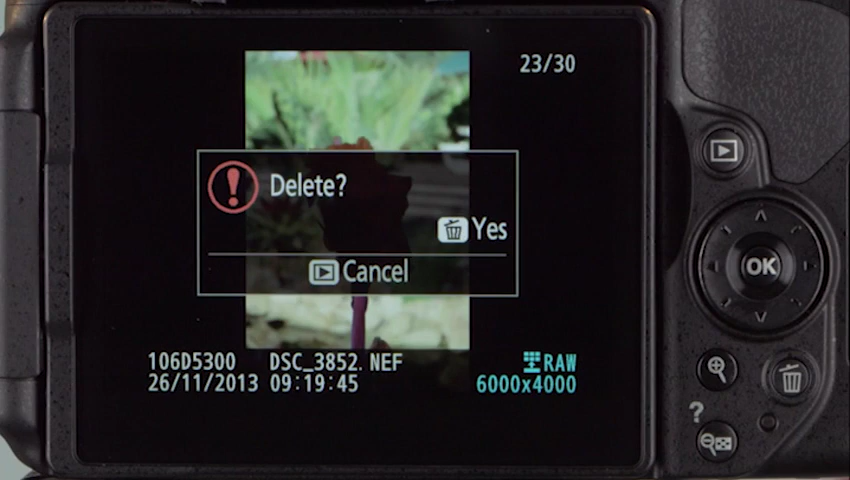 23/30
Delete?
Yes
Cancel
106D5300 DSC_3852.NEF RAW
26/11/2013 09:19:45 6000x4000
OK
?